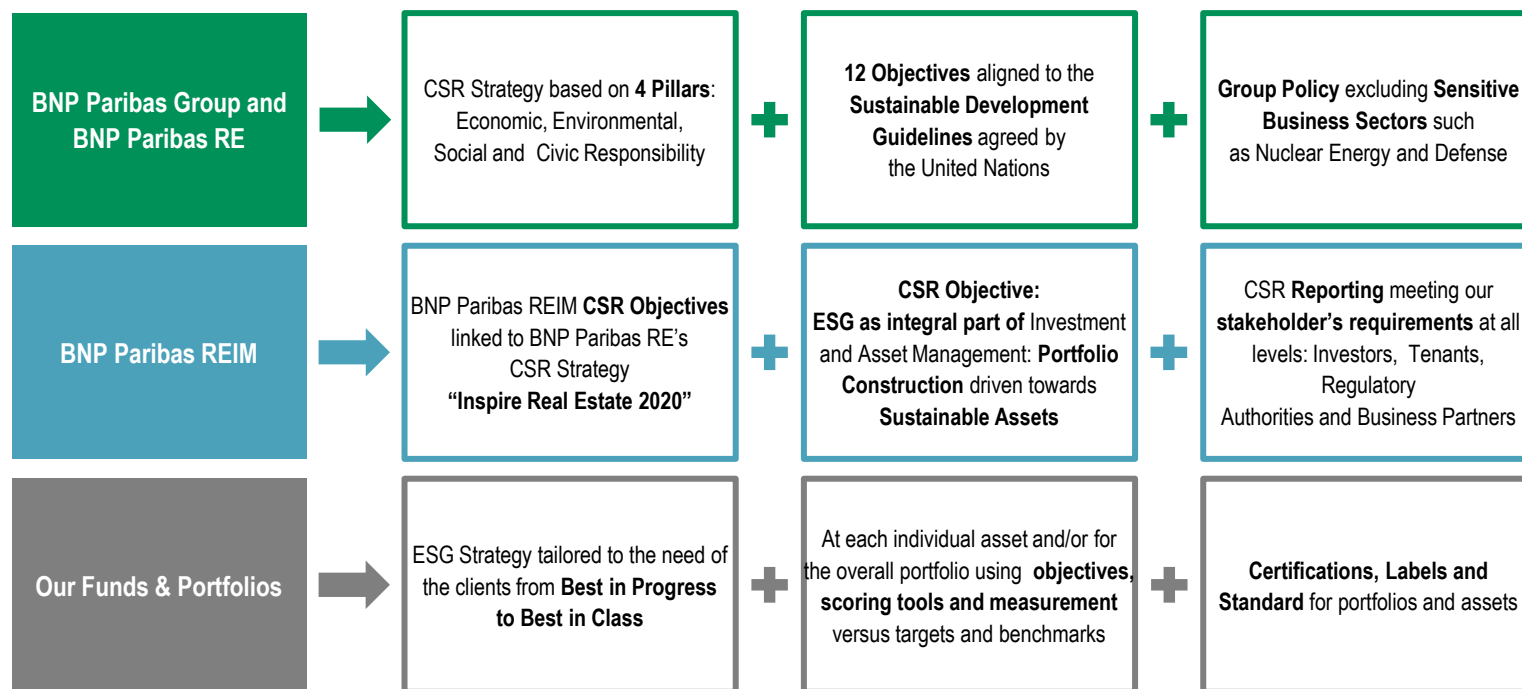 BNP Paribas Group and
BNP Paribas RE
CSR Strategy based on 4 Pillars:
Economic, Environmental,
Social and Civic Responsibility
12 Objectives aligned to the
Sustainable Development
Guidelines agreed by
the United Nations
Group Policy excluding Sensitive
Business Sectors such
as Nuclear Energy and Defense
BNP Paribas REIM
BNP Paribas REIM CSR Objectives
linked to BNP Paribas RE’s
CSR Strategy
“Inspire Real Estate 2020”
CSR Objective:
ESG as integral part of Investment
and Asset Management: Portfolio
Construction driven towards
Sustainable Assets
CSR Reporting meeting our
stakeholder’s requirements at all
levels: Investors, Tenants,
Regulatory
Authorities and Business Partners
Our Funds & Portfolios
ESG Strategy tailored to the need of
the clients from Best in Progress
to Best in Class
At each individual asset and/or for
the overall portfolio using objectives,
scoring tools and measurement
versus targets and benchmarks
Certifications, Labels and
Standard for portfolios and assets